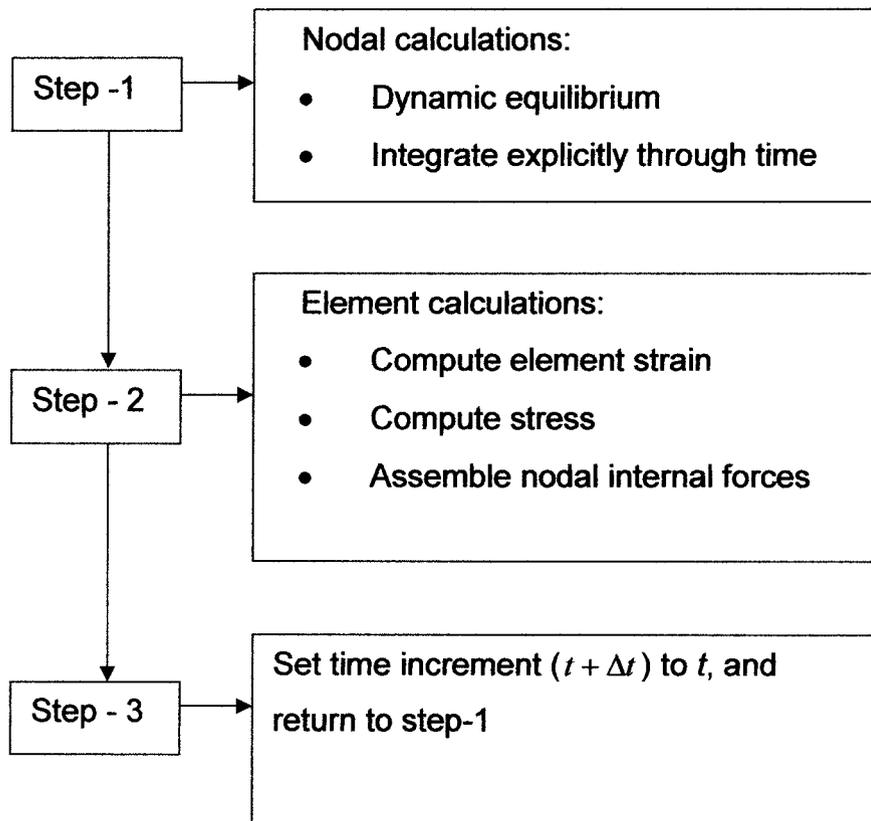 Step -1
Nodal calculations:
• Dynamic equilibrium
• Integrate explicitly through time
Step - 2
Element calculations:
• Compute element strain
• Compute stress
• Assemble nodal internal forces
Step - 3
Set time increment (t + Δt) to t, and
return to step-1